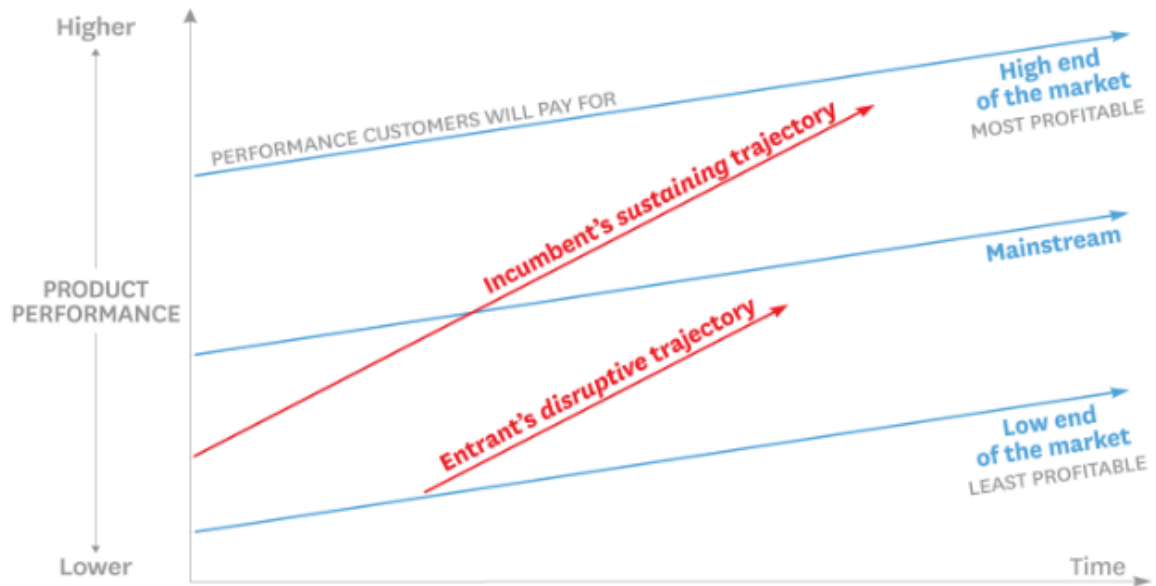 Higher
PERFORMANCE CUSTOMERS WILL PAY FOR
High end
of the market
MOST PROFITABLE
Incumbent's sustaining trajectory
Mainstream
PRODUCT
PERFORMANCE
Entrant's disruptive trajectory
Low end
of the market
LEAST PROFITABLE
Lower
Time